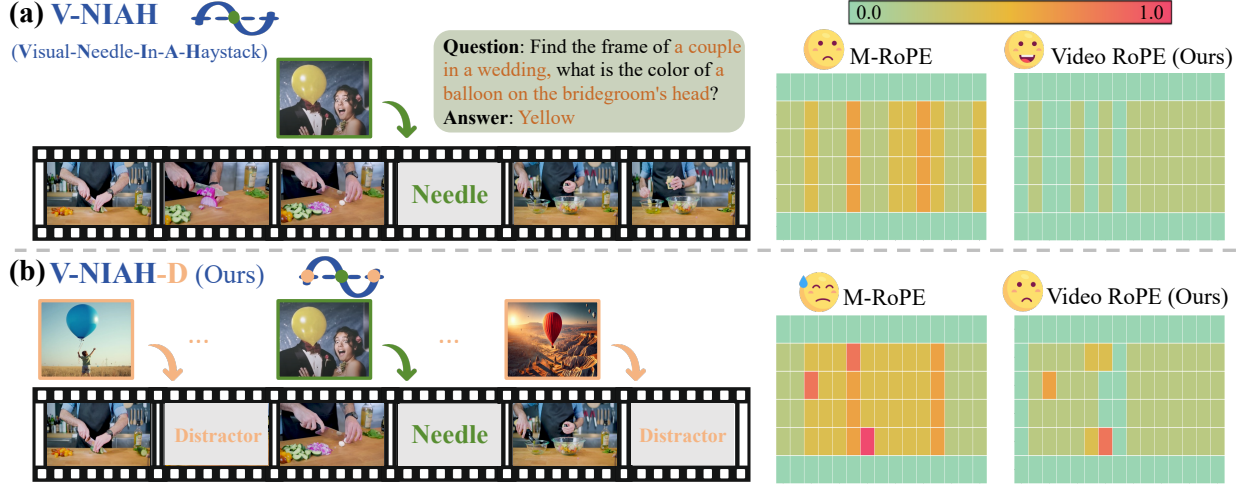 (a) V-NIAH
(Visual-Needle-In-A-Haystack)
Question: Find the frame of a couple
in a wedding, what is the color of a
balloon on the bridegroom's head?
Answer: Yellow
Needle
0.0 1.0
M-RoPE Video RoPE (Ours)
(b) V-NIAH-D (Ours)
... ...
Distractor Needle Distractor
M-RoPE Video RoPE (Ours)